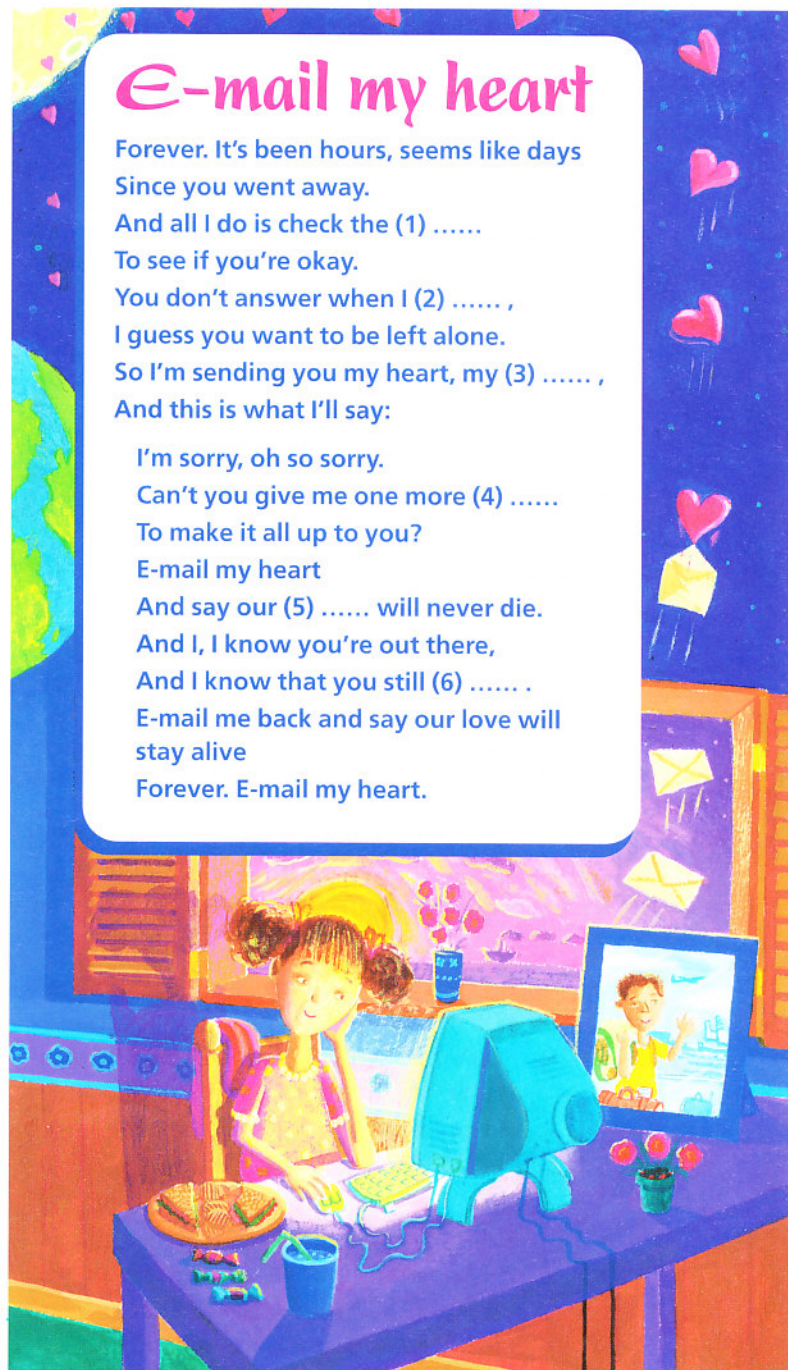 E-mail my heart
Forever. It's been hours, seems like days
Since you went away.
And all I do is check the (1) ......
To see if you're okay.
You don't answer when I (2) ...... ,
I guess you want to be left alone.
So I'm sending you my heart, my (3) ...... ,
And this is what I'll say:
I'm sorry, oh so sorry.
Can't you give me one more (4) ......
To make it all up to you?
E-mail my heart
And say our (5) ...... will never die.
And I, I know you're out there,
And I know that you still (6) ...... .
E-mail me back and say our love will
stay alive
Forever. E-mail my heart.